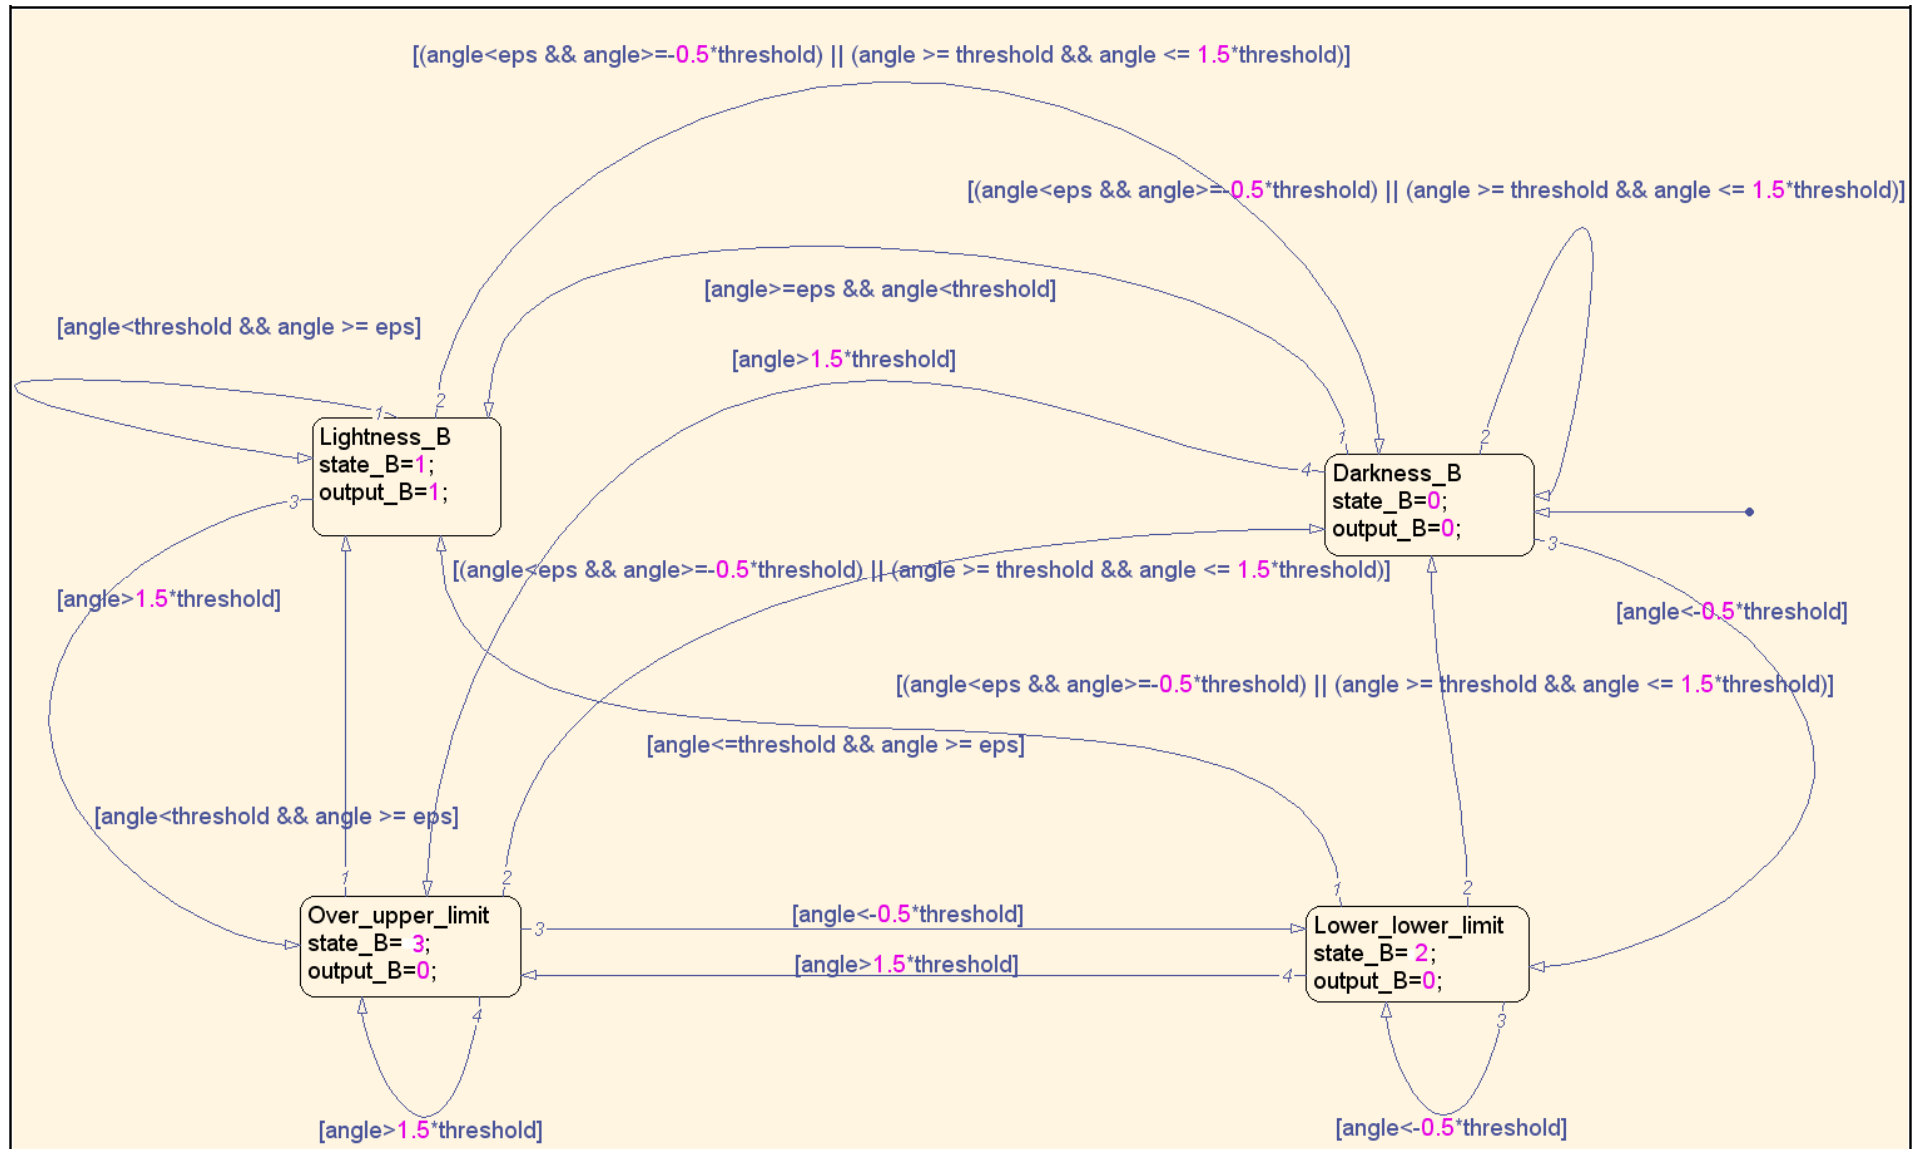 [(angle<eps && angle>=-0.5*threshold) || (angle >= threshold && angle <= 1.5*threshold)]
[(angle<eps && angle>=-0.5*threshold) || (angle >= threshold && angle <= 1.5*threshold)]
[angle>=eps && angle<threshold]
[angle<threshold && angle >= eps]
[angle>1.5*threshold]
1
2
Lightness_B
state_B=1;
output_B=1;
3
1
2
4
Darkness_B
state_B=0;
output_B=0;
3
[(angle<eps && angle>=-0.5*threshold) || (angle >= threshold && angle <= 1.5*threshold)]
[angle>1.5*threshold]
[angle<-0.5*threshold]
[(angle<eps && angle>=-0.5*threshold) || (angle >= threshold && angle <= 1.5*threshold)]
[angle<=threshold && angle >= eps]
[angle<threshold && angle >= eps]
1
2
Over_upper_limit
state_B= 3;
output_B=0;
3
4
[angle<-0.5*threshold]
[angle>1.5*threshold]
1
2
Lower_lower_limit
state_B= 2;
output_B=0;
4
3
[angle>1.5*threshold]
[angle<-0.5*threshold]